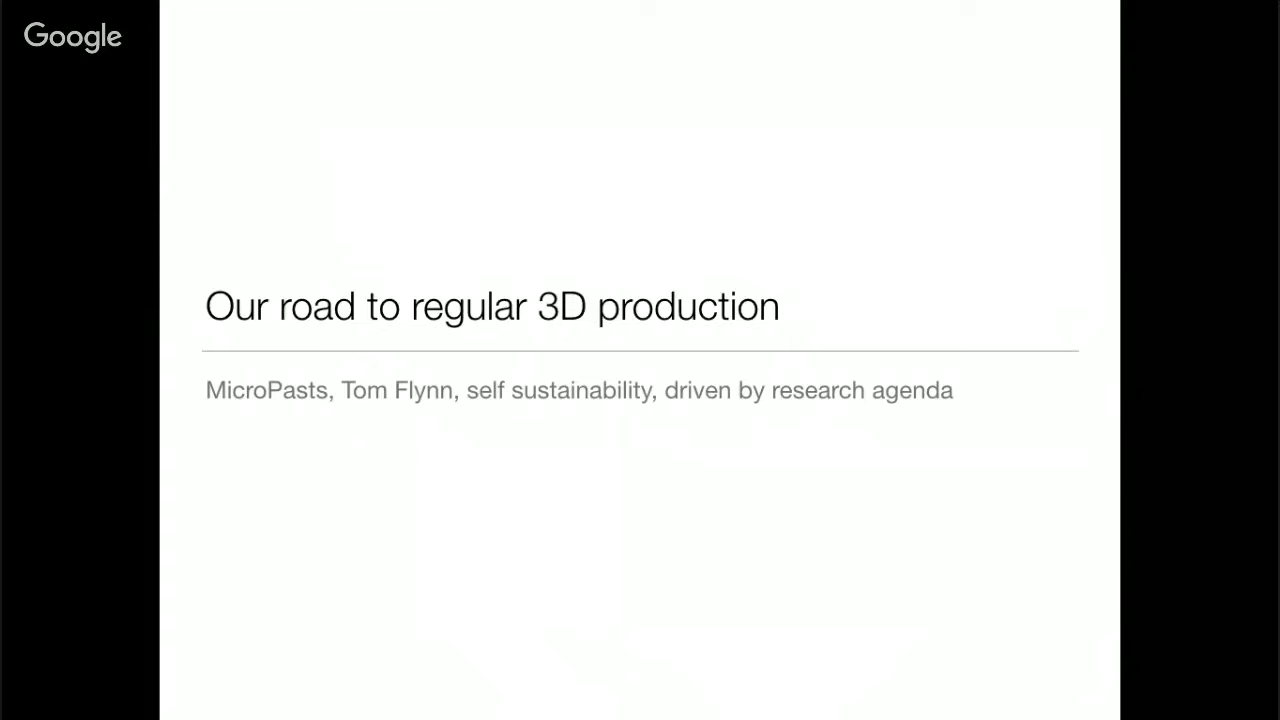 Google
Our road to regular 3D production
MicroPasts, Tom Flynn, self sustainability, driven by research agenda